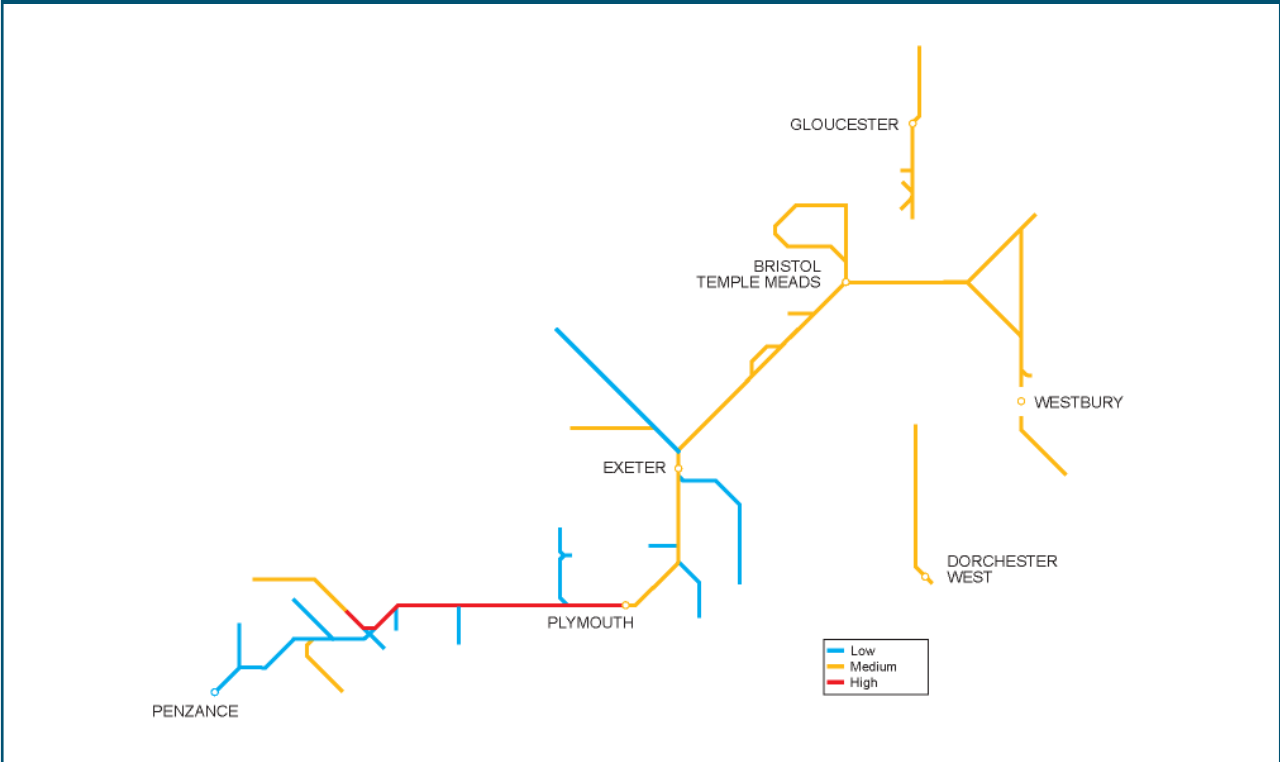 GLOUCESTER
BRISTOL
TEMPLE MEADS
WESTBURY
EXETER
DORCHESTER
WEST
PLYMOUTH
Low
Medium
High
PENZANCE